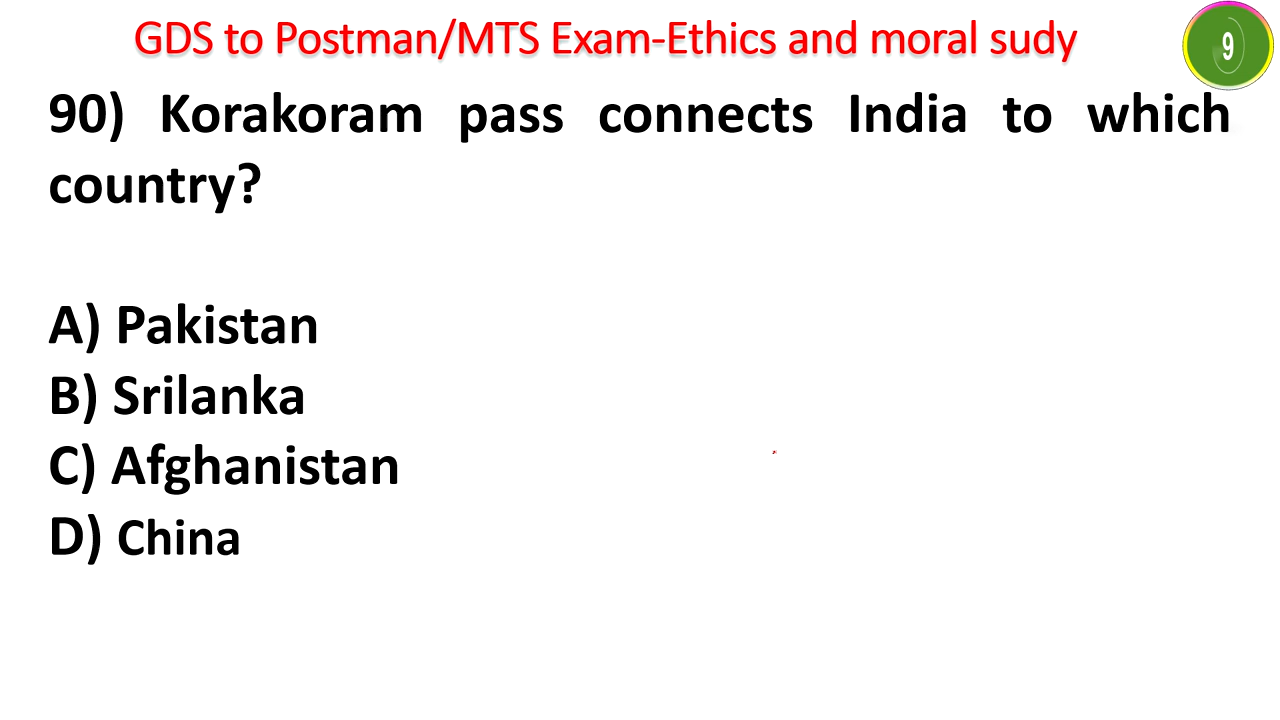 GDS to Postman/MTS Exam-Ethics and moral sudy
9
90) Korakoram pass connects India to which
country?
A) Pakistan
B) Srilanka
C) Afghanistan
D) China